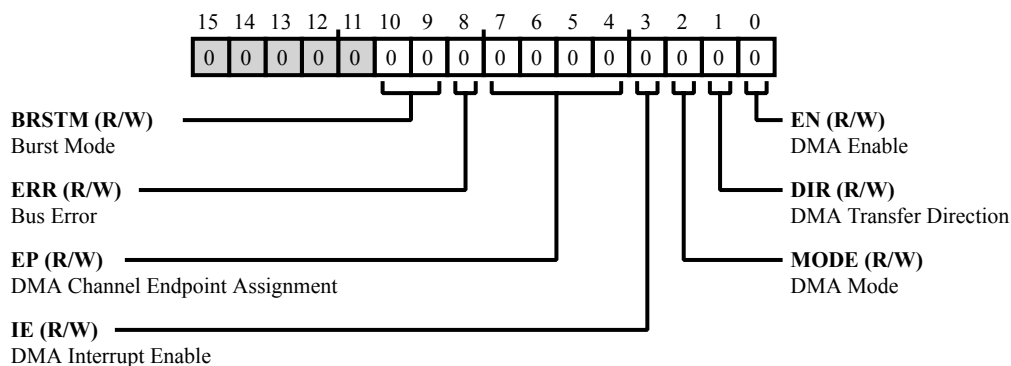 15 14 13 12 11 10 9 8 7 6 5 4 3 2 1 0
0 0 0 0 0 0 0 0 0 0 0 0 0 0 0 0
BRSTM (R/W)
Burst Mode
ERR (R/W)
Bus Error
EP (R/W)
DMA Channel Endpoint Assignment
IE (R/W)
DMA Interrupt Enable
EN (R/W)
DMA Enable
DIR (R/W)
DMA Transfer Direction
MODE (R/W)
DMA Mode